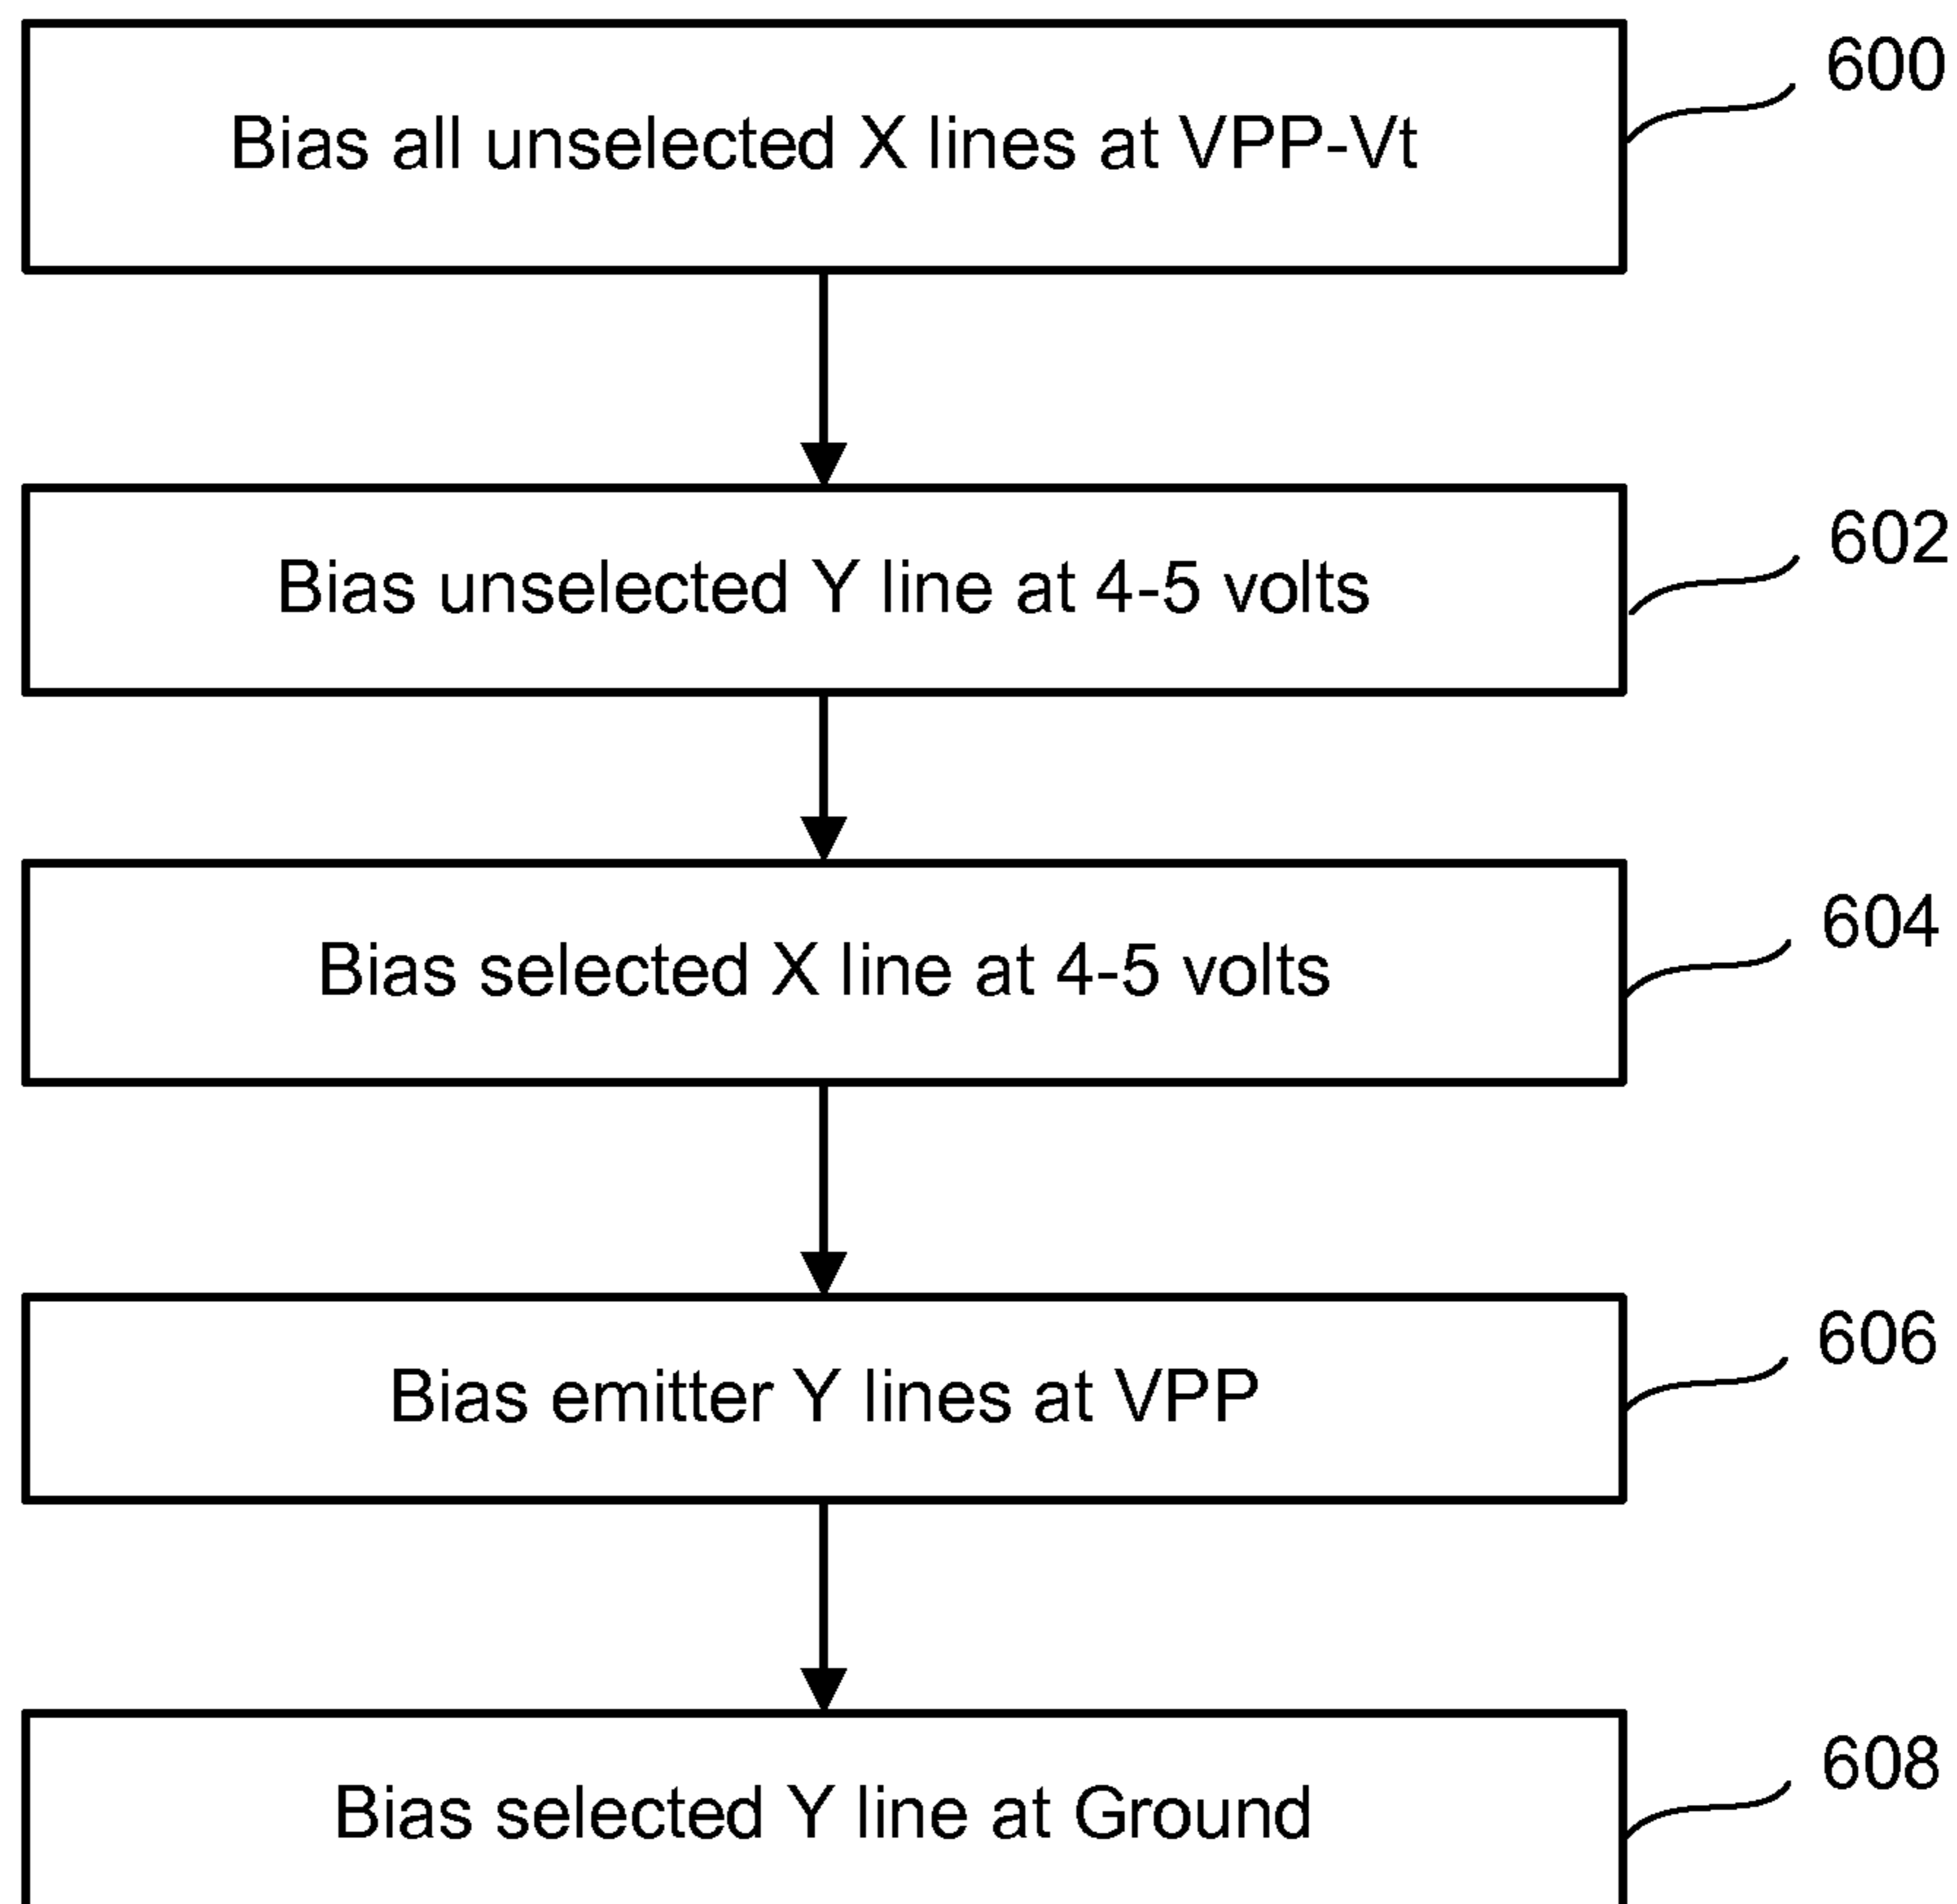 Bias all unselected X lines at VPP-Vt
600
Bias unselected Y line at 4-5 volts
602
Bias selected X line at 4-5 volts
604
Bias emitter Y lines at VPP
606
Bias selected Y line at Ground
608